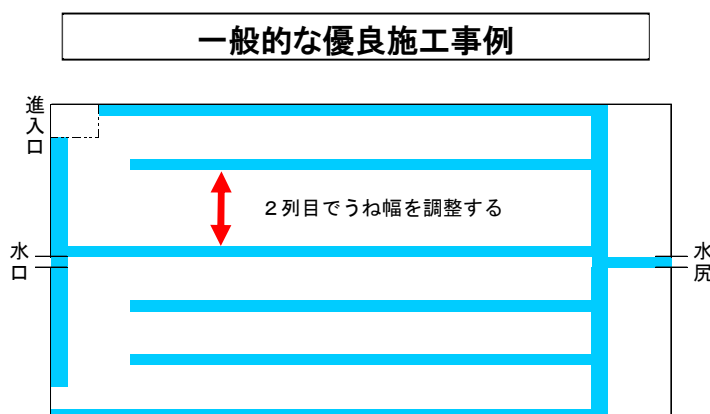 一般的な優良施工事例
進入口
２列目でうね幅を調整する
水口
水尻